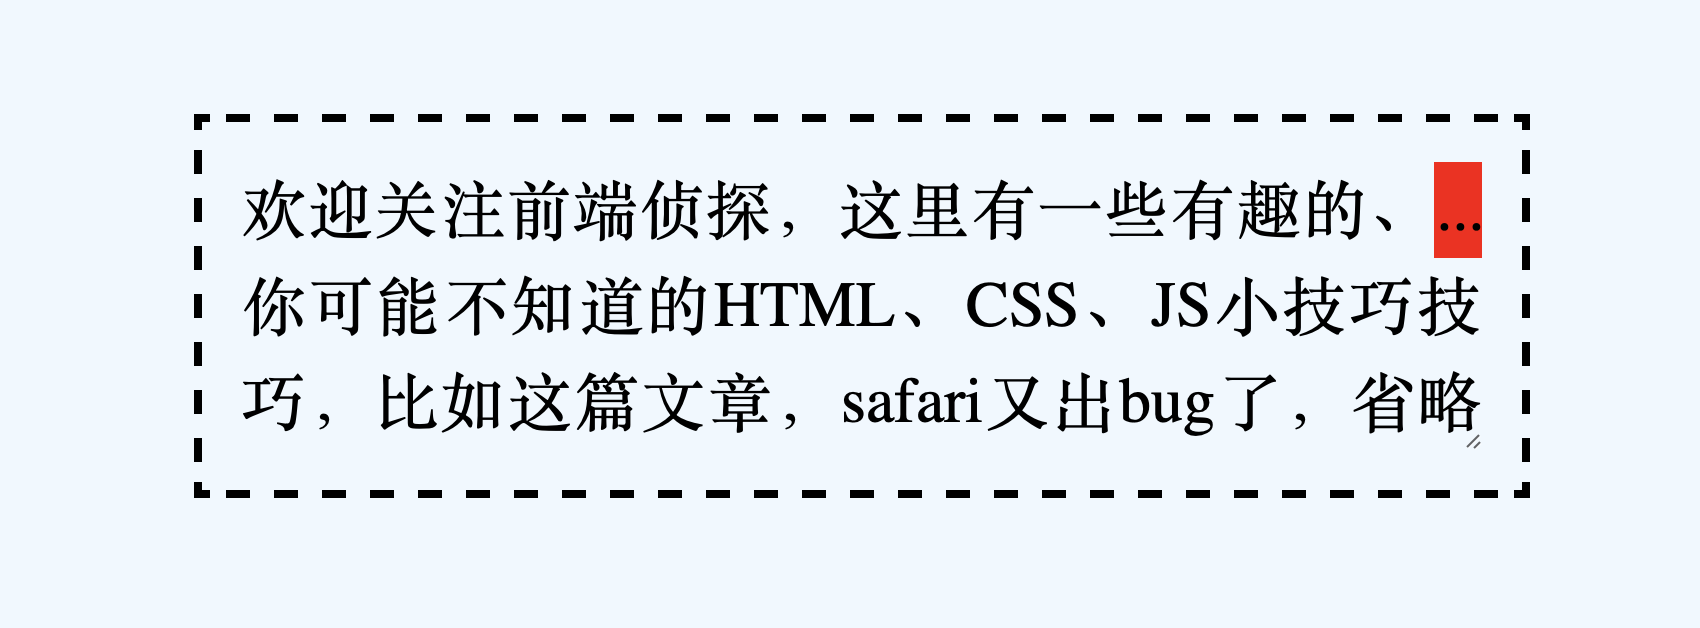 欢迎关注前端侦探，这里有一些有趣的、...
你可能不知道的HTML、CSS、JS小技巧技
巧，比如这篇文章，safari又出bug了，省略